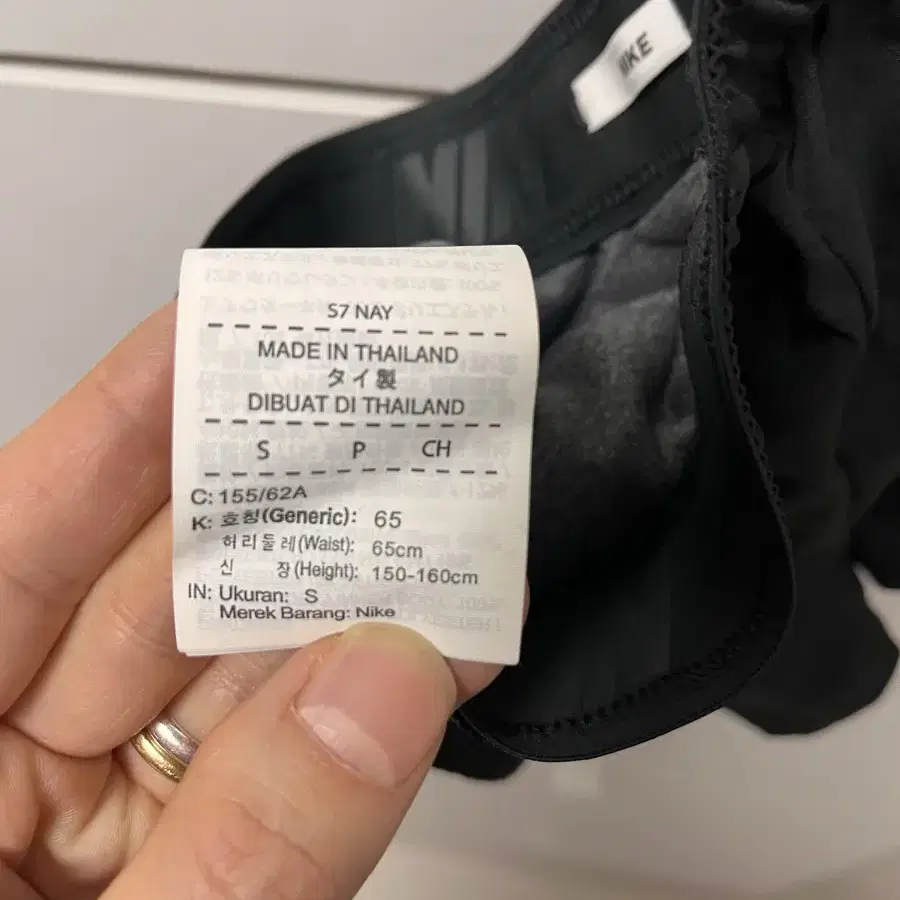 NIKE
S7 NAY
MADE IN THAILAND
タイ製
DIBUAT DI THAILAND
S P CH
C: 155/62A
K: 호칭(Generic): 65
허리둘레(Waist): 65cm
신 장(Height): 150-160cm
IN: Ukuran: S
Merek Barang: Nike